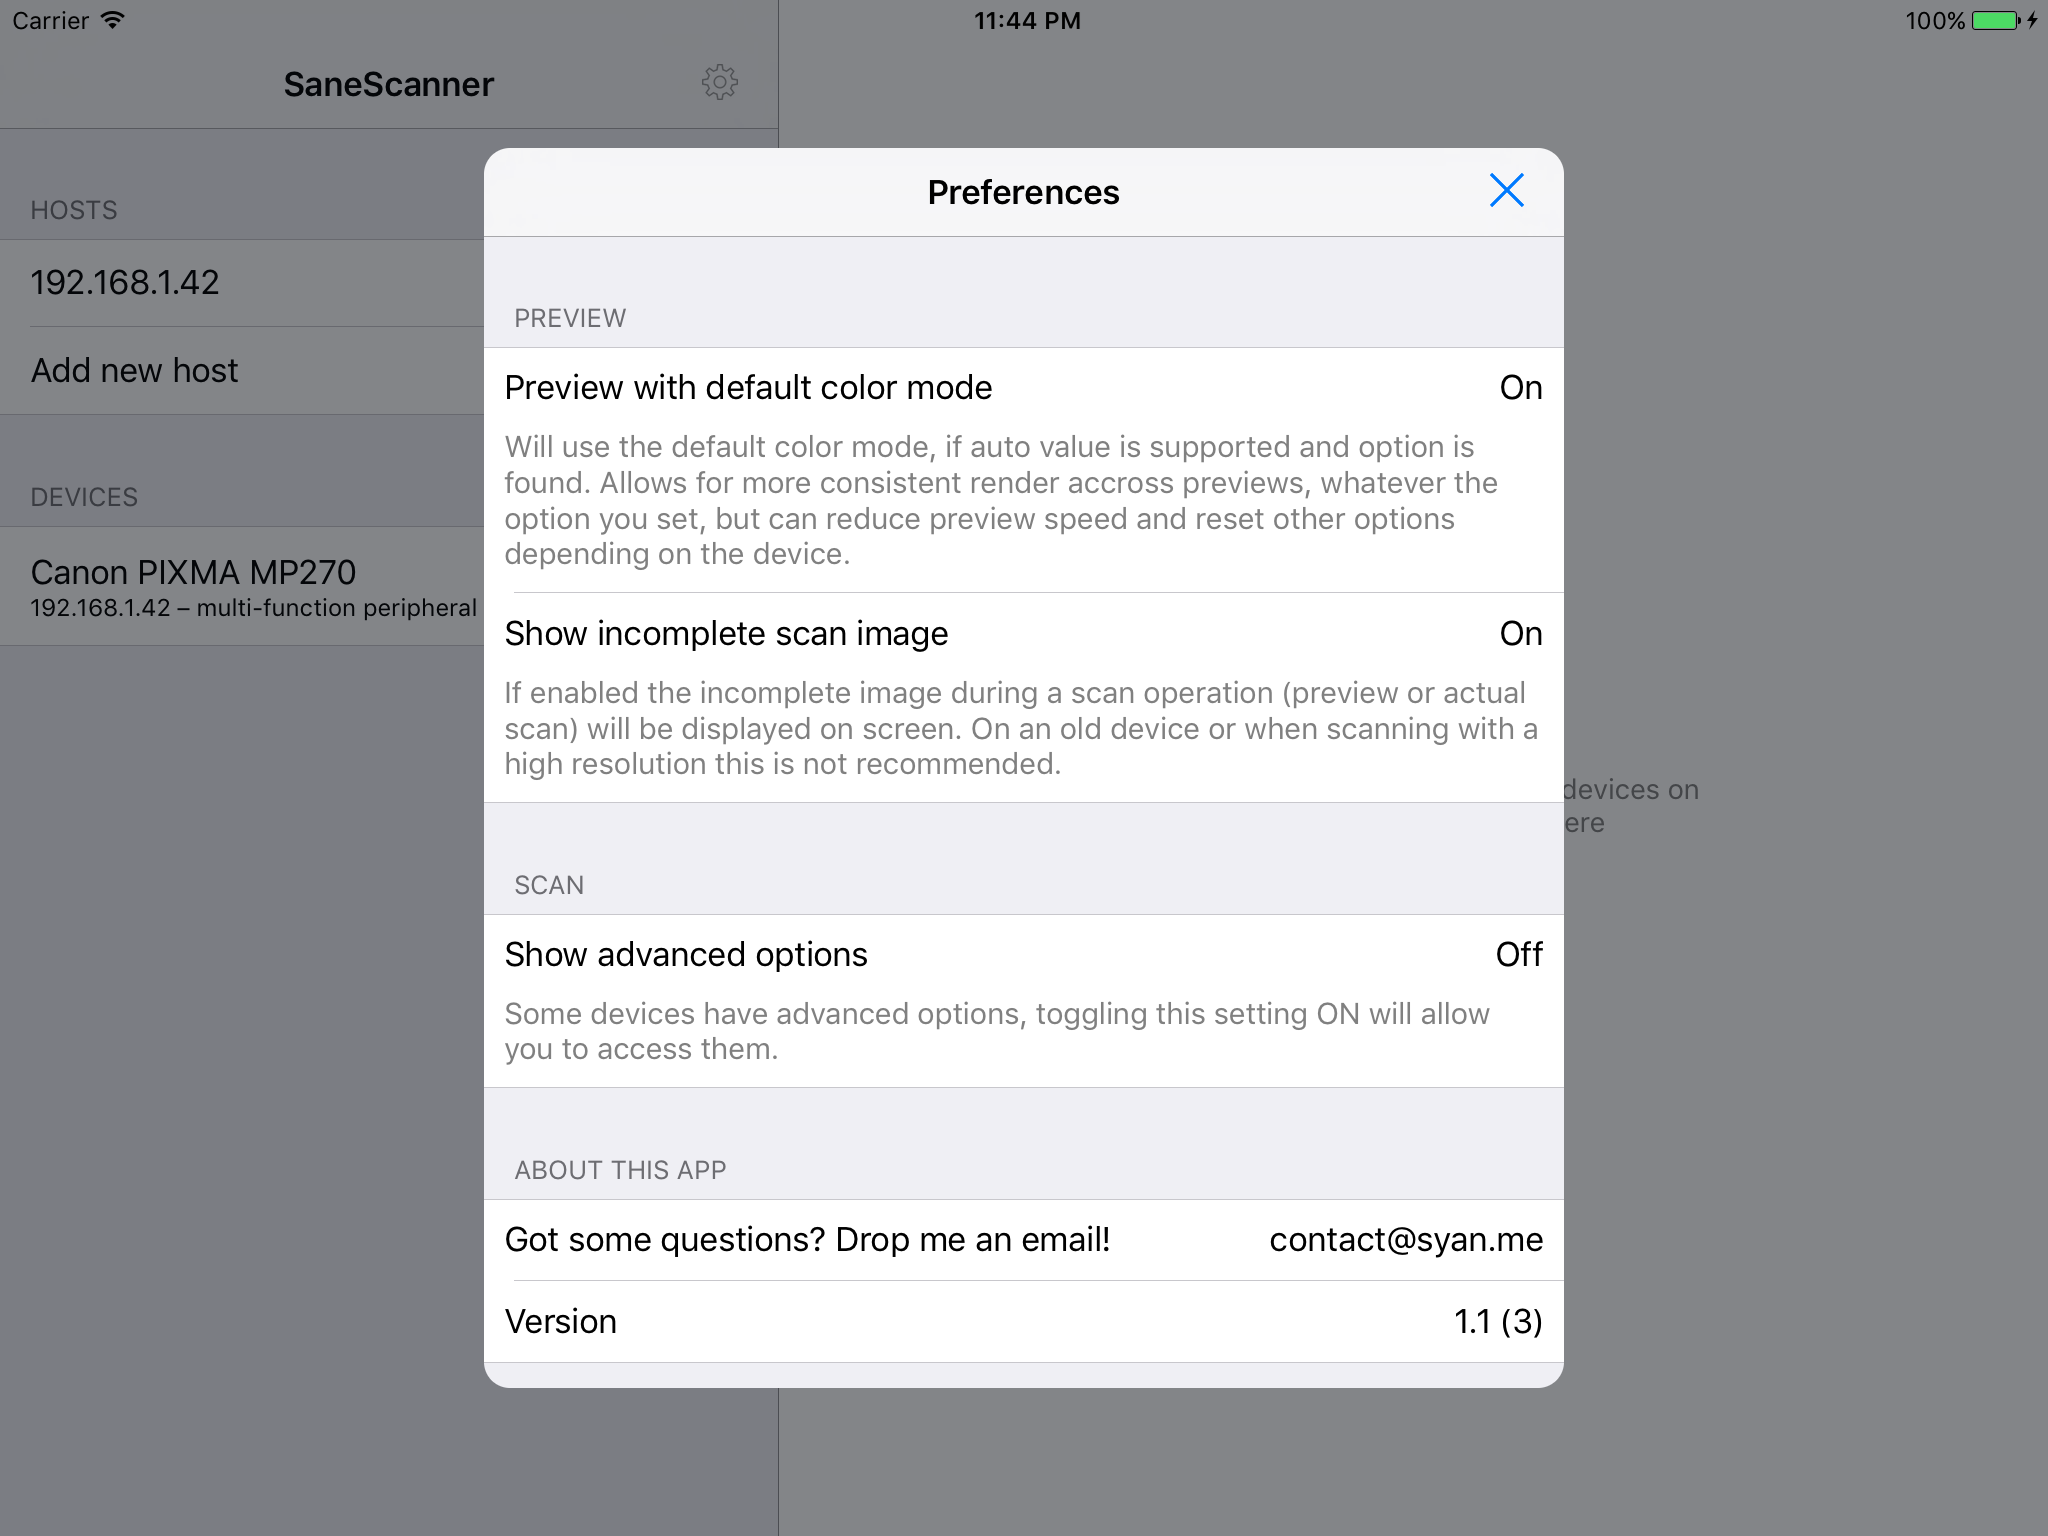 Carrier
11:44 PM
100%
SaneScanner
HOSTS
192.168.1.42
Add new host
DEVICES
Canon PIXMA MP270
192.168.1.42 – multi-function peripheral
Preferences
PREVIEW
Preview with default color mode
On
Will use the default color mode, if auto value is supported and option is
found. Allows for more consistent render accross previews, whatever the
option you set, but can reduce preview speed and reset other options
depending on the device.
Show incomplete scan image
On
If enabled the incomplete image during a scan operation (preview or actual
scan) will be displayed on screen. On an old device or when scanning with a
high resolution this is not recommended.
SCAN
Show advanced options
Off
Some devices have advanced options, toggling this setting ON will allow
you to access them.
ABOUT THIS APP
Got some questions? Drop me an email!
contact@syan.me
Version
1.1 (3)
devices on
ere